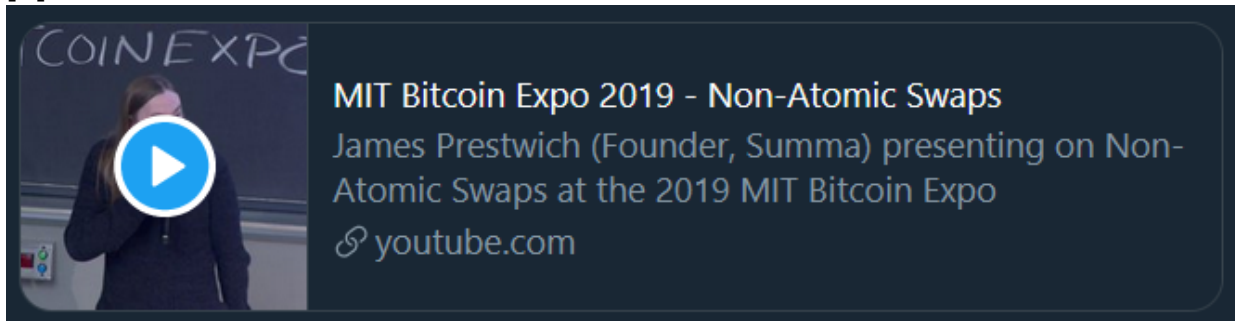 COINEXPO
MIT Bitcoin Expo 2019 - Non-Atomic Swaps
James Prestwich (Founder, Summa) presenting on Non-
Atomic Swaps at the 2019 MIT Bitcoin Expo
youtube.com